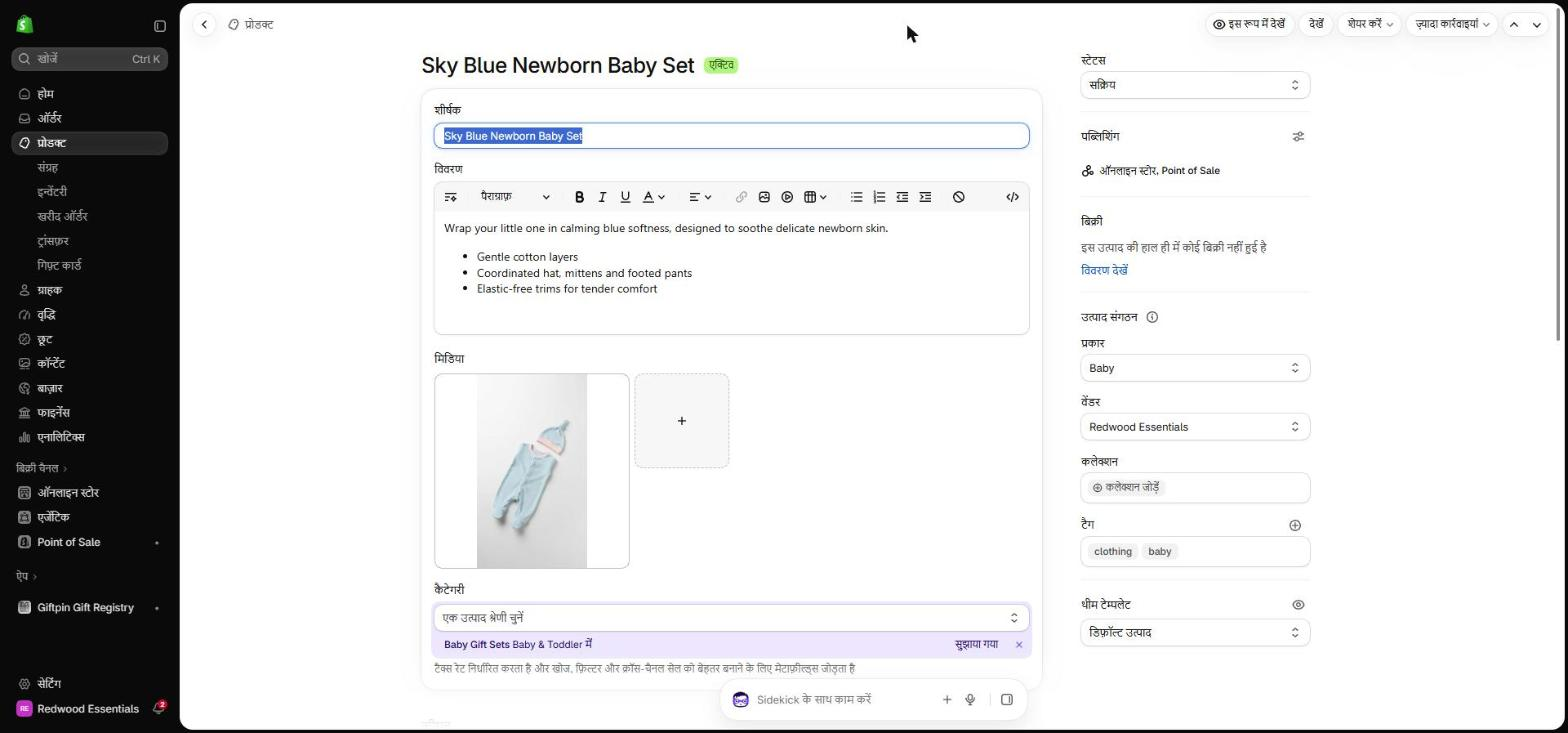 खोजें
Ctrl K
होम
ऑर्डर
प्रोडक्ट
संग्रह
इन्वेंटरी
खरीद ऑर्डर
ट्रांसफ़र
गिफ़्ट कार्ड
ग्राहक
वृद्धि
छूट
कॉन्टेंट
बाज़ार
फाइनेंस
एनालिटिक्स
बिक्री चैनल
ऑनलाइन स्टोर
एजेंटिक
Point of Sale
ऐप
Giftpin Gift Registry
सेटिंग
RE Redwood Essentials 2
प्रोडक्ट
इस रूप में देखें
देखें
शेयर करें
ज़्यादा कार्रवाइयां
Sky Blue Newborn Baby Set एक्टिव
शीर्षक
Sky Blue Newborn Baby Set
विवरण
पैराग्राफ़ B I U A
Wrap your little one in calming blue softness, designed to soothe delicate newborn skin.
Gentle cotton layers
Coordinated hat, mittens and footed pants
Elastic-free trims for tender comfort
मिडिया
कैटेगरी
एक उत्पाद श्रेणी चुनें
Baby Gift Sets Baby & Toddler में सुझाया गया
टैक्स रेट निर्धारित करता है और खोज, फ़िल्टर और क्रॉस-चैनल सेल को बेहतर बनाने के लिए मेटाफ़ील्ड्स जोड़ता है
Sidekick के साथ काम करें
स्टेटस
सक्रिय
पब्लिशिंग
ऑनलाइन स्टोर, Point of Sale
बिक्री
इस उत्पाद की हाल ही में कोई बिक्री नहीं हुई है
विवरण देखें
उत्पाद संगठन
प्रकार
Baby
वेंडर
Redwood Essentials
कलेक्शन
कलेक्शन जोड़ें
टैग
clothing baby
थीम टेम्पलेट
डिफ़ॉल्ट उत्पाद